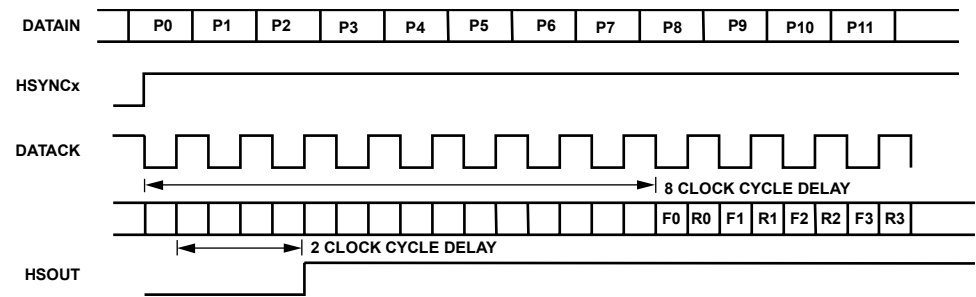 DATAIN P0 P1 P2 P3 P4 P5 P6 P7 P8 P9 P10 P11
HSYNCx
DATACK
8 CLOCK CYCLE DELAY
F0 R0 F1 R1 F2 R2 F3 R3
2 CLOCK CYCLE DELAY
HSOUT